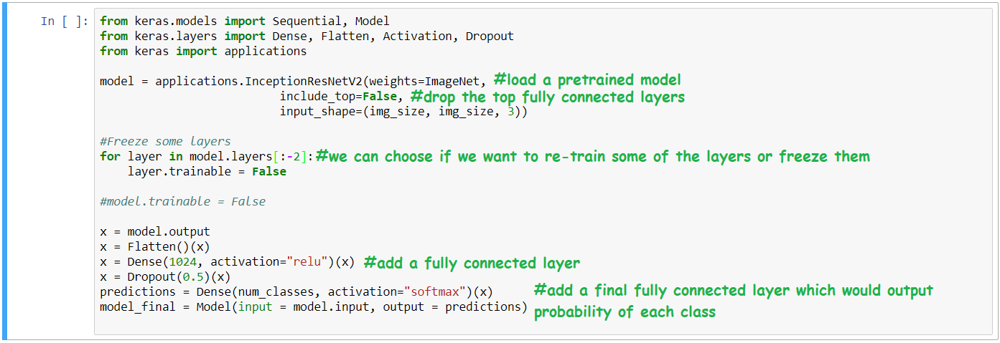 In [ ]: from keras.models import Sequential, Model
from keras.layers import Dense, Flatten, Activation, Dropout
from keras import applications
model = applications.InceptionResNetV2(weights=ImageNet, #load a pretrained model
include_top=False, #drop the top fully connected layers
input_shape=(img_size, img_size, 3))
#Freeze some layers
for layer in model.layers[:-2]:#we can choose if we want to re-train some of the layers or freeze them
layer.trainable = False
#model.trainable = False
x = model.output
x = Flatten()(x)
x = Dense(1024, activation="relu")(x) #add a fully connected layer
x = Dropout(0.5)(x)
predictions = Dense(num_classes, activation="softmax")(x) #add a final fully connected layer which would output
model_final = Model(input = model.input, output = predictions) probability of each class